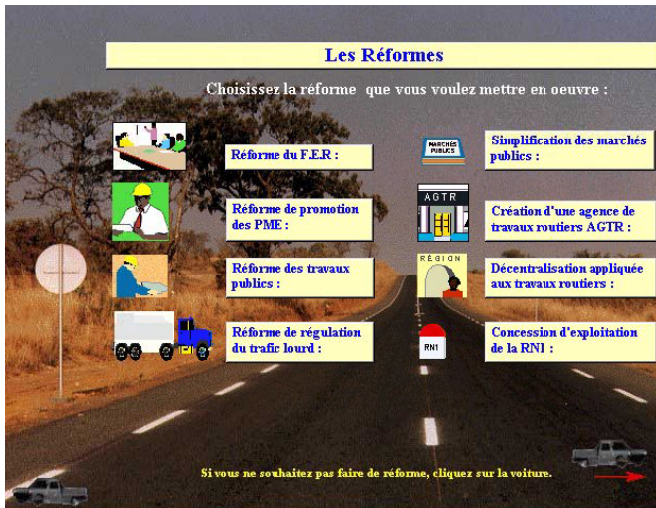 Les Réformes
Choisissez la réforme que vous voulez mettre en oeuvre :
Réforme du F.E.R :
Réforme de promotion
des PME :
Réforme des travaux
publics :
Réforme de régulation
du trafic lourd :
MARCHÉS
PUBLICS
Simplification des marchés
publics :
AGTR
Création d'une agence de
travaux routiers AGTR :
RÉGION
Décentralisation appliquée
aux travaux routiers :
RN1
Concession d'exploitation
de la RN1 :
Si vous ne souhaitez pas faire de réforme, cliquez sur la voiture.